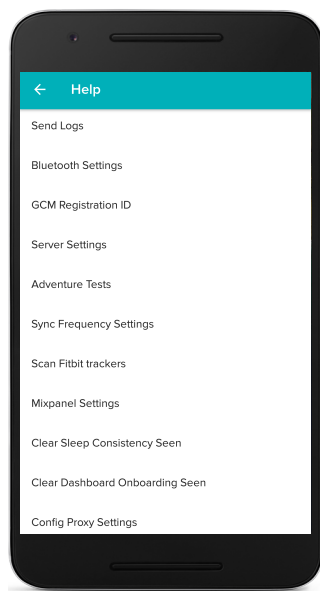 Help
Send Logs
Bluetooth Settings
GCM Registration ID
Server Settings
Adventure Tests
Sync Frequency Settings
Scan Fitbit trackers
Mixpanel Settings
Clear Sleep Consistency Seen
Clear Dashboard Onboarding Seen
Config Proxy Settings